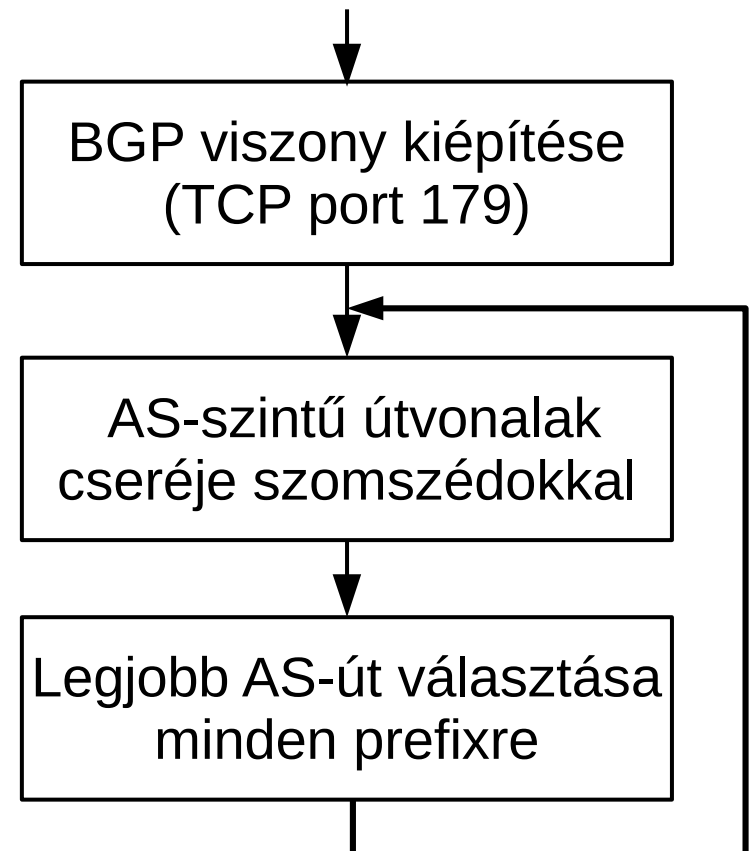 BGP viszony kiépítése
(TCP port 179)
AS-szintű útvonalak
cseréje szomszédokkal
Legjobb AS-út választása
minden prefixre